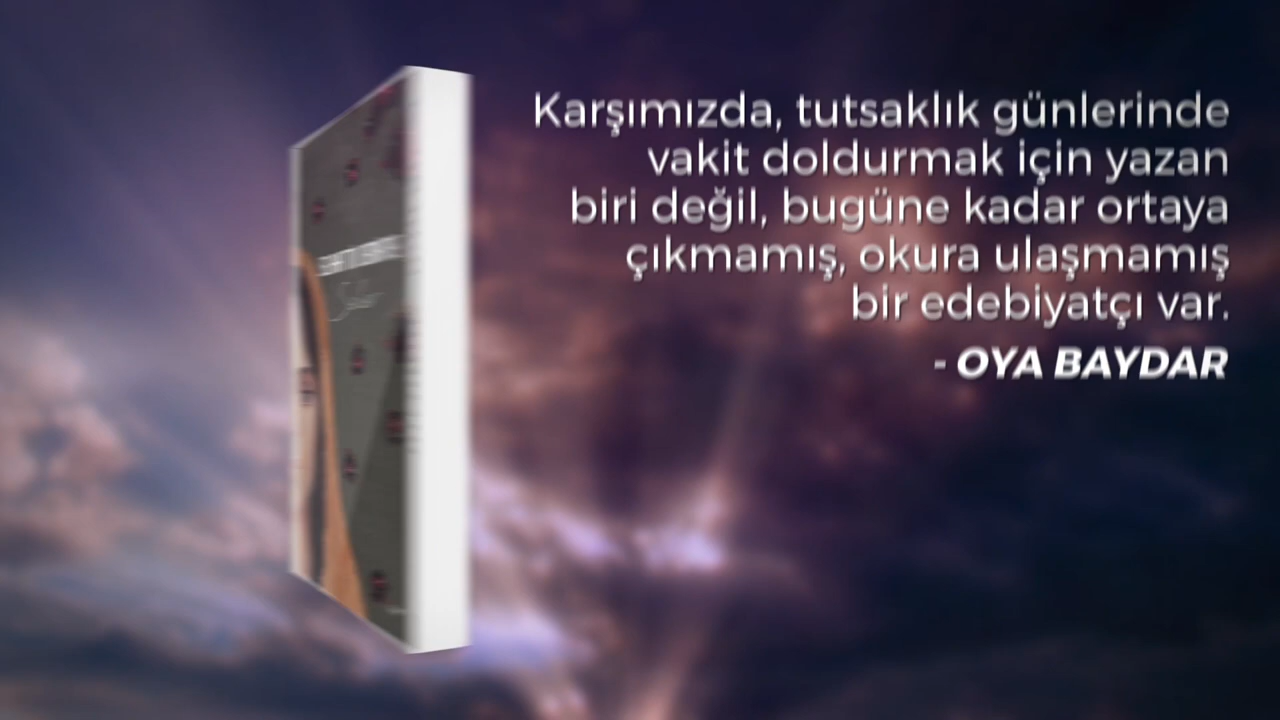 Karşımızda, tutsaklık günlerinde
vakit doldurmak için yazan
biri değil, bugüne kadar ortaya
çıkmamış, okura ulaşmamış
bir edebiyatçı var.
- OYA BAYDAR